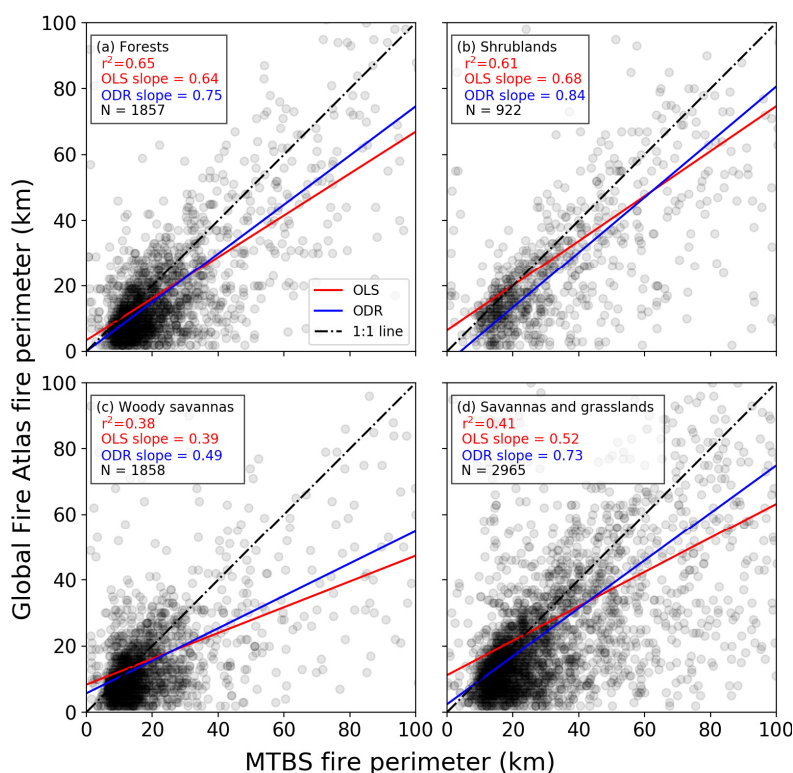 100
80
60
40
20
0
(a) Forests
r²=0.65
OLS slope = 0.64
ODR slope = 0.75
N = 1857
OLS
ODR
1:1 line
(b) Shrublands
r²=0.61
OLS slope = 0.68
ODR slope = 0.84
N = 922
100
80
60
40
20
0
(c) Woody savannas
r²=0.38
OLS slope = 0.39
ODR slope = 0.49
N = 1858
(d) Savannas and grasslands
r²=0.41
OLS slope = 0.52
ODR slope = 0.73
N = 2965
0 20 40 60 80 100
0 20 40 60 80 100
Global Fire Atlas fire perimeter (km)
MTBS fire perimeter (km)